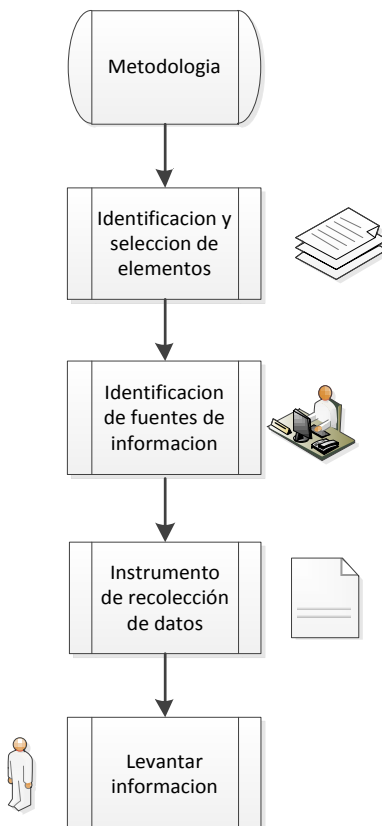 Metodologia
Identificacion y
seleccion de
elementos
Identificacion
de fuentes de
informacion
Instrumento
de recolección
de datos
Levantar
informacion